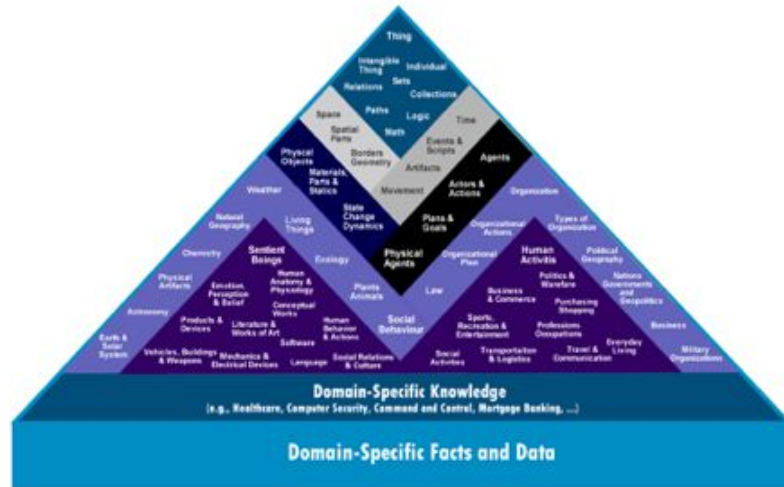 Thing
Intangible
Thing
Individual
Sets
Relations
Collections
Paths
Logic
Math
Space
Spatial
Parts
Borders
Geometry
Time
Events &
Scripts
Artifacts
Movement
Physcal
Objects
Materials,
Parts &
Statics
State
Change
Dynamics
Agents
Actors &
Actions
Plans &
Goals
Physical
Agents
Weather
Natural
Geography
Living
Things
Chemistry
Ecology
Physical
Artifacts
Plants
Animals
Astronomy
Earth &
Solar
System
Social
Behaviour
Organization
Organizational
Actions
Types of
Organization
Organizational
Plan
Political
Geography
Law
Nations
Governments
and
Geopolitics
Business
Military
Organizations
Sentient
Beings
Human
Anatomy &
Physiology
Emotion,
Perception
& Belief
Conceptual
Works
Products &
Devices
Literature &
Works of Art
Human
Behavior
& Actions
Software
Vehicles, Buildings
& Weapons
Mechanics &
Electrical Devices
Language
Social Relations
& Culture
Human
Activitis
Politics &
Warefare
Business
& Commerce
Purchasing
Shopping
Sports,
Recreation &
Entertainment
Professions
Occupations
Everyday
Living
Social
Activities
Transportaiton
& Logistics
Travel &
Communication
Domain-Specific Knowledge
(e.g., Healthcare, Computer Security, Command and Control, Mortgage Banking, ...)
Domain-Specific Facts and Data